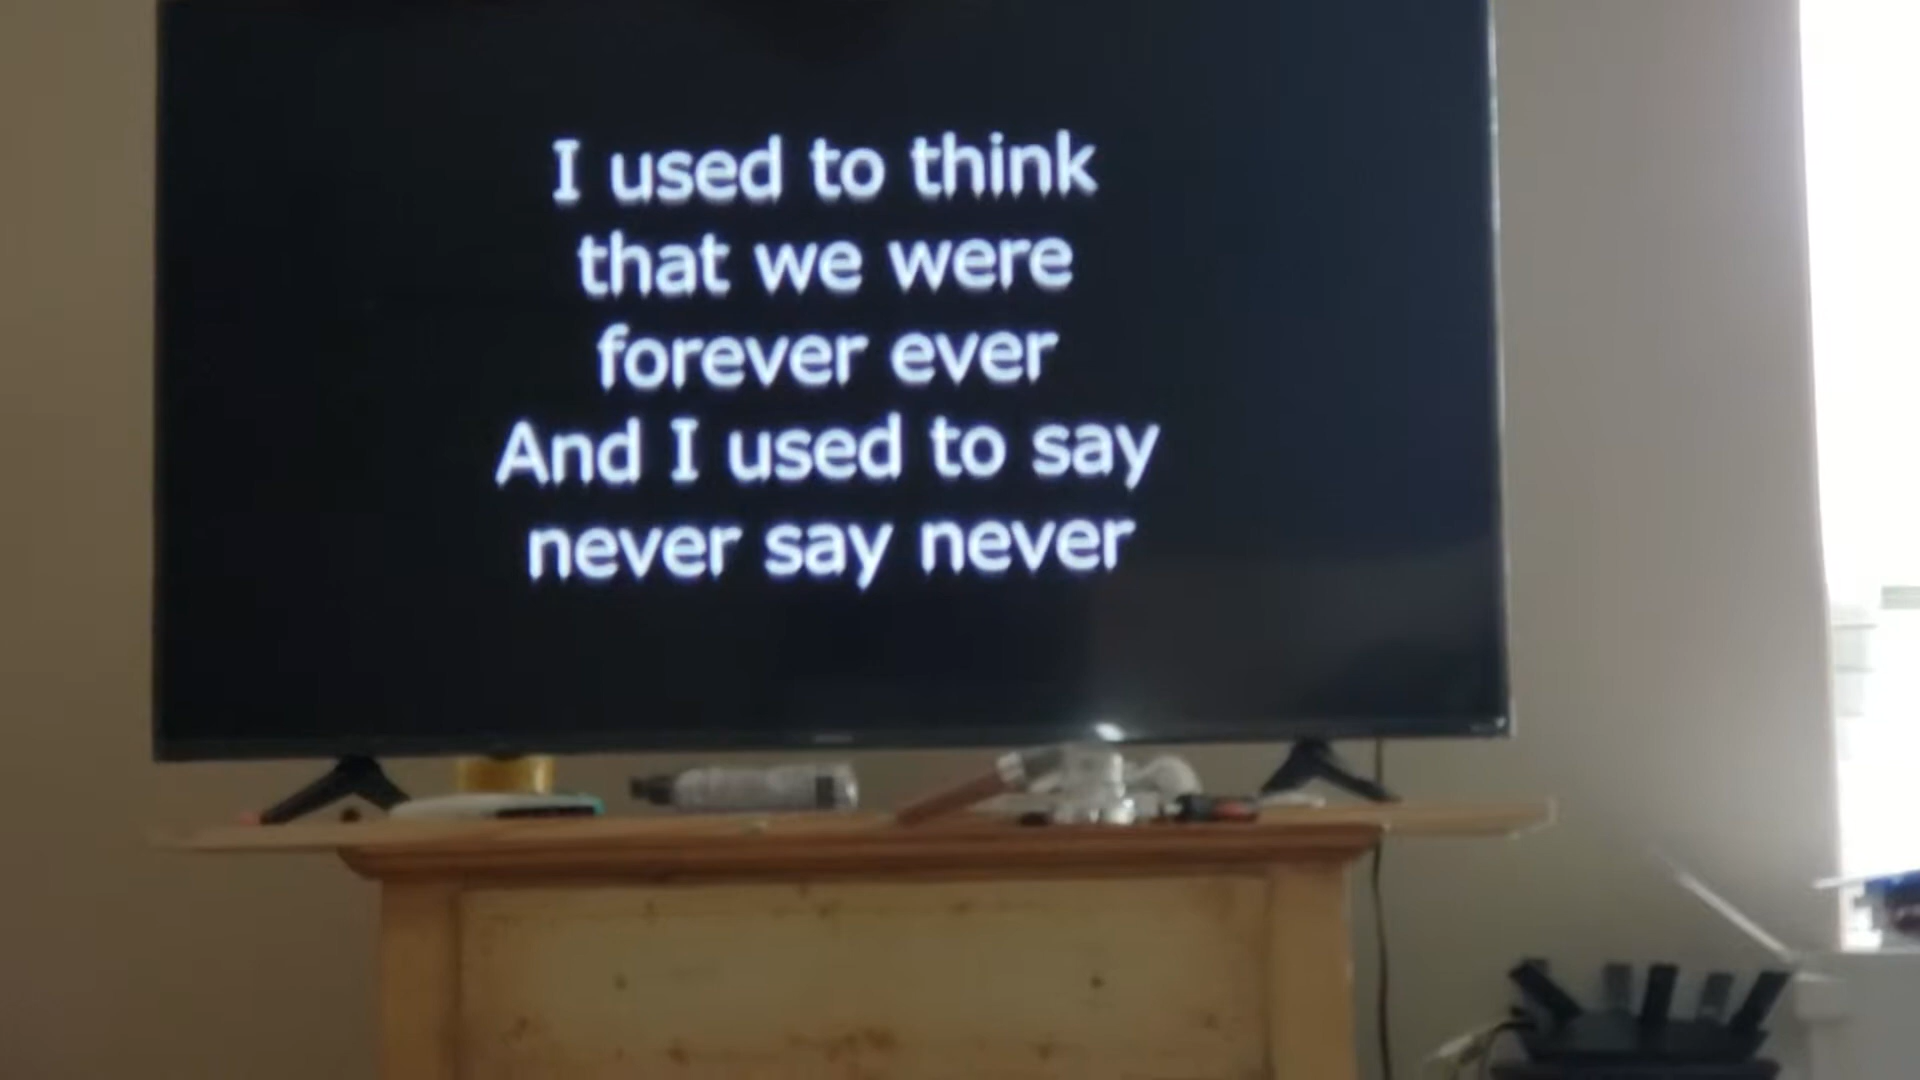 I used to think
that we were
forever ever
And I used to say
never say never